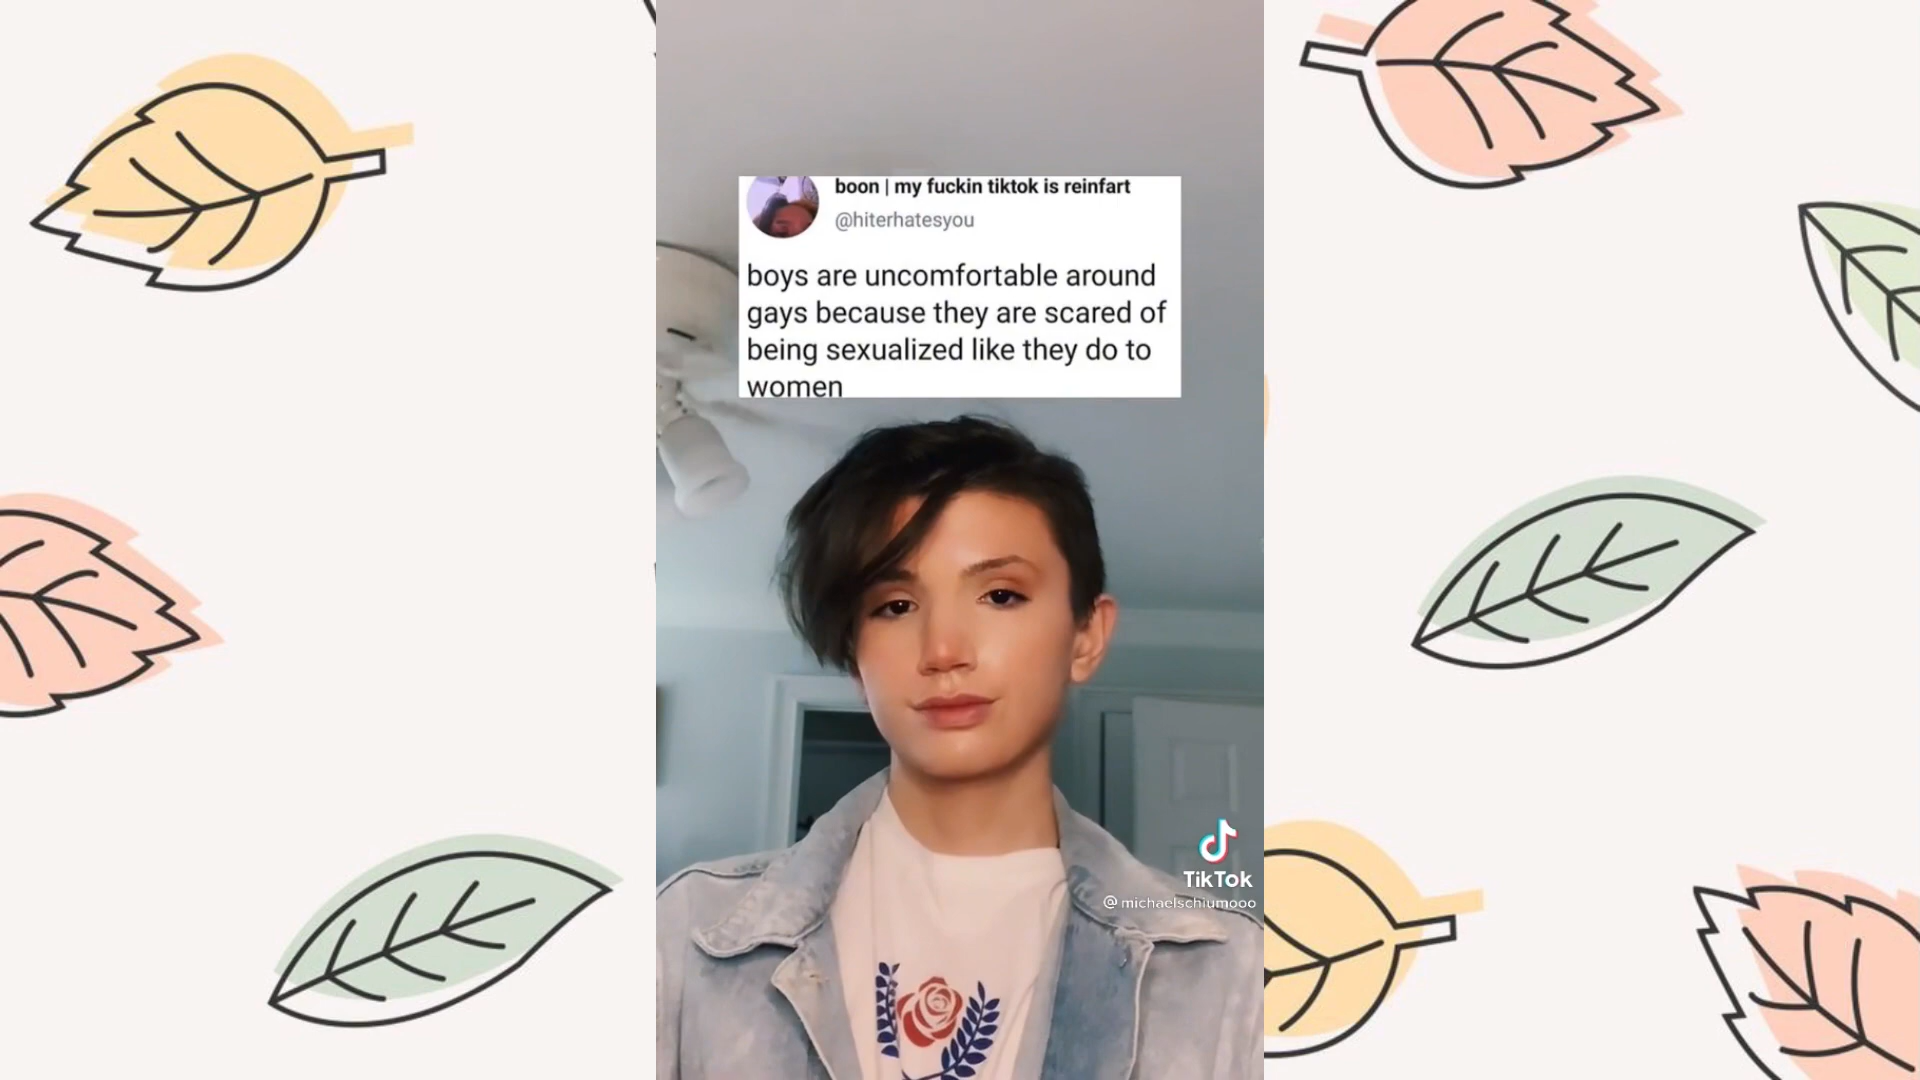 boon | my fuckin tiktok is reinfart
@hiterhatesyou
boys are uncomfortable around
gays because they are scared of
being sexualized like they do to
women
TikTok
@michaelschiumooo